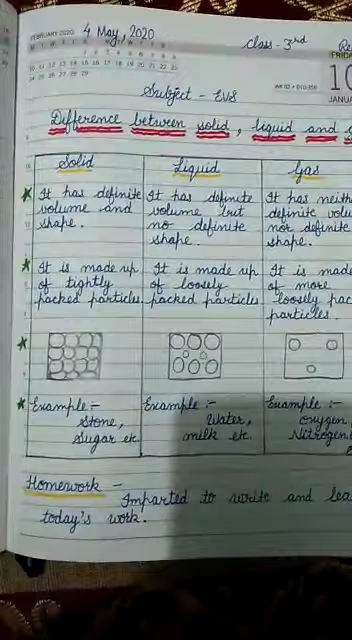 FEBRUARY 2020
4 May, 2020
Class - 3rd
WK 02
Subject - EVS
Difference between solid, liquid and
Solid
Liquid
Gas
It has definite volume and shape.
It has definite volume but no definite shape.
It has neith definite volu nor definite shape.
It is made up of tightly packed particles.
It is made up of loosely packed particles
It is made of more loosely pac particles.
Example:- Stone, Sugar etc.
Example:- Water, milk etc.
Example:- oxygen, Nitrogen
Homework -
Imparted to write and lea
today's work.